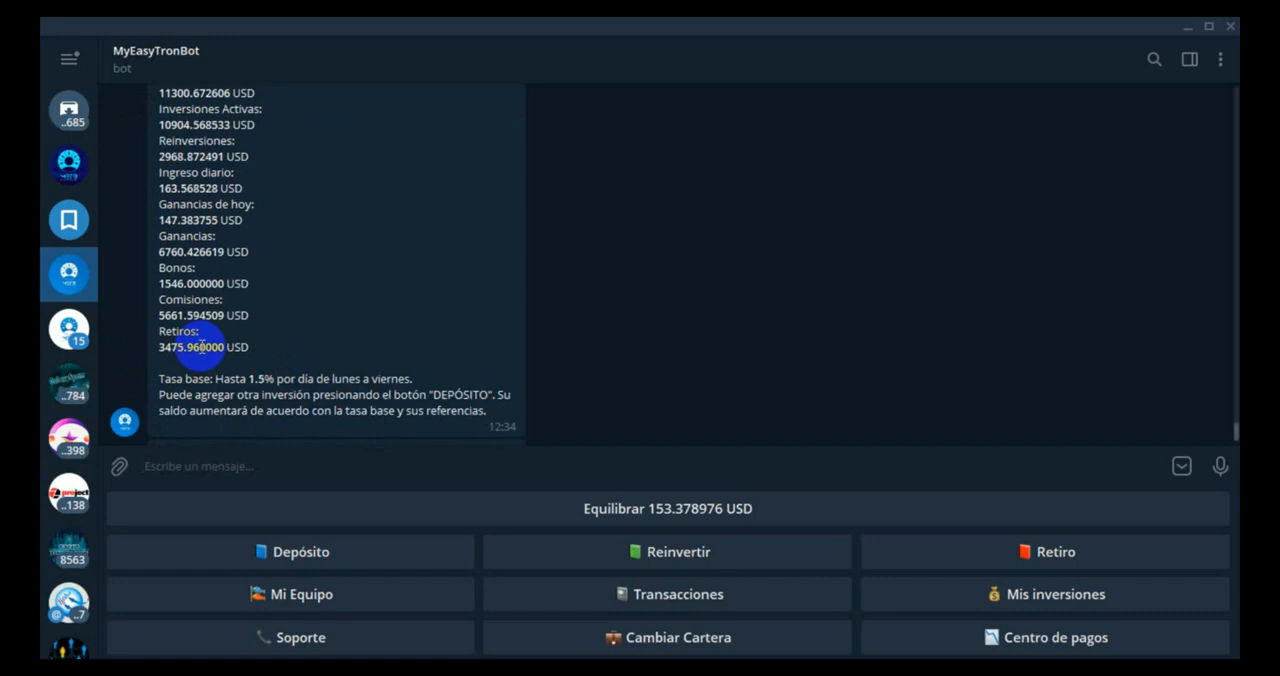 MyEasyTronBot
bot
11300.672606 USD
Inversiones Activas:
10904.568533 USD
Reinversiones:
2968.872491 USD
Ingreso diario:
163.568528 USD
Ganancias de hoy:
147.383755 USD
Ganancias:
6760.426619 USD
Bonos:
1546.000000 USD
Comisiones:
5661.594509 USD
Retiros:
3475.960000 USD
Tasa base: Hasta 1.5% por día de lunes a viernes.
Puede agregar otra inversión presionando el botón "DEPÓSITO". Su
saldo aumentará de acuerdo con la tasa base y sus referencias.
12:34
..685
15
..784
..398
project
..138
8563
@ ..7
Escribe un mensaje...
Equilibrar 153.378976 USD
Depósito
Reinvertir
Retiro
Mi Equipo
Transacciones
Mis inversiones
Soporte
Cambiar Cartera
Centro de pagos